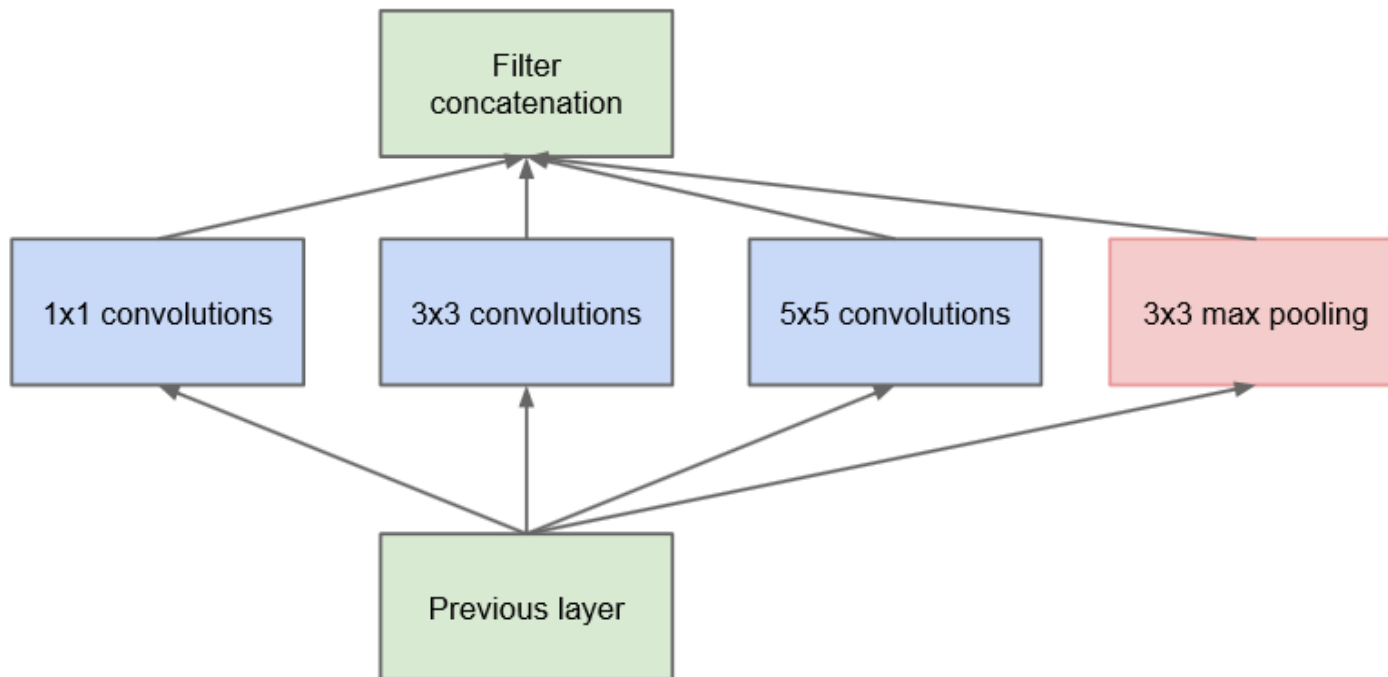 Filter
concatenation
1x1 convolutions
3x3 convolutions
5x5 convolutions
3x3 max pooling
Previous layer